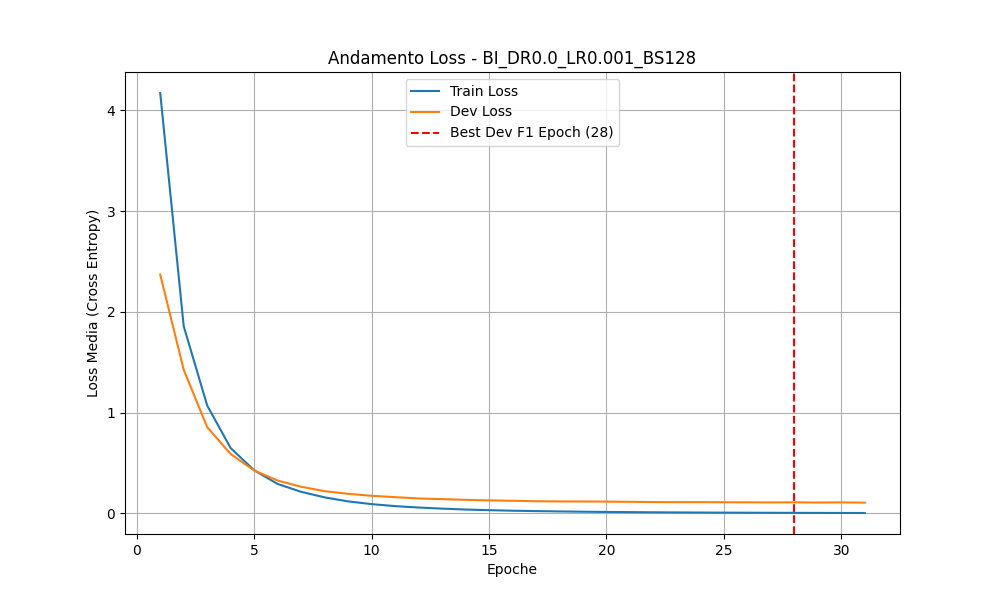 Andamento Loss - BI_DR0.0_LR0.001_BS128
Train Loss
Dev Loss
Best Dev F1 Epoch (28)
Loss Media (Cross Entropy)
4
3
2
1
0
0 5 10 15 20 25 30
Epoche